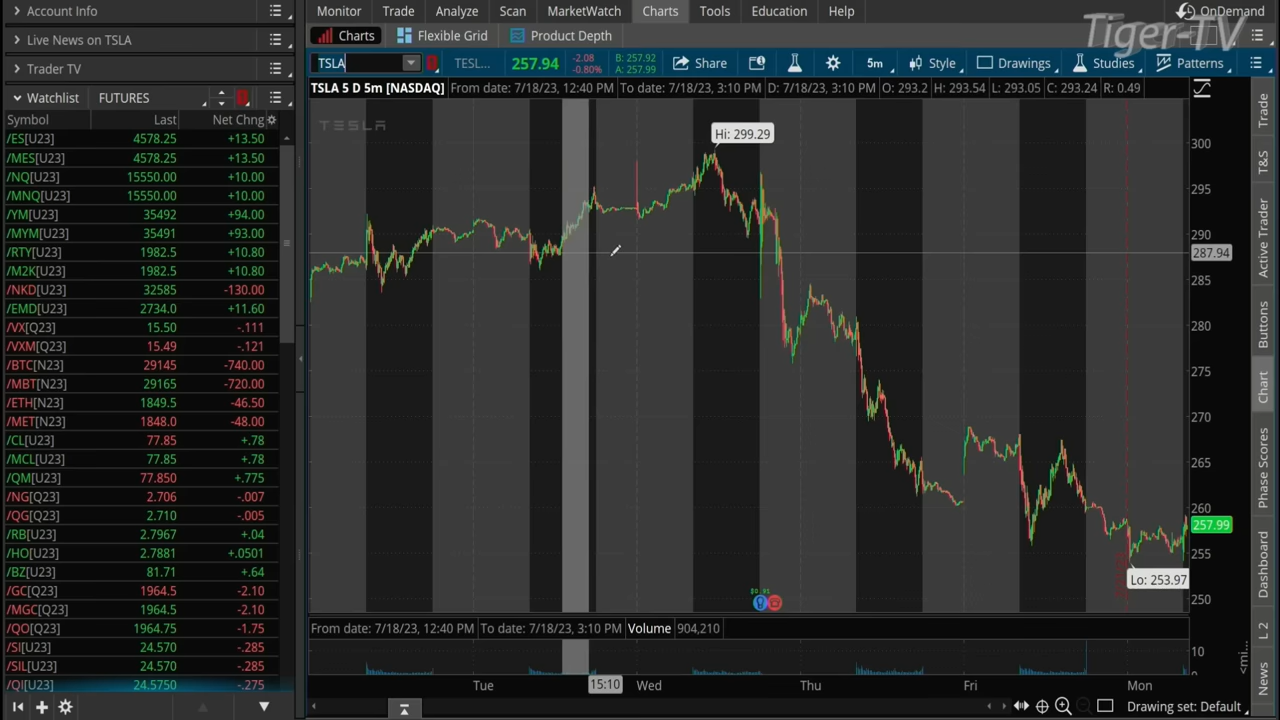 Account Info
Live News on TSLA
Trader TV
Watchlist FUTURES
Symbol Last Net Chng
/ES[U23] 4578.25 +13.50
/MES[U23] 4578.25 +13.50
/NQ[U23] 15550.00 +10.00
/MNQ[U23] 15550.00 +10.00
/YM[U23] 35492 +94.00
/MYM[U23] 35491 +93.00
/RTY[U23] 1982.5 +10.80
/M2K[U23] 1982.5 +10.80
/NKD[U23] 32585 -130.00
/EMD[U23] 2734.0 +11.60
/VX[Q23] 15.50 -.111
/VXM[Q23] 15.49 -.121
/BTC[N23] 29145 -740.00
/MBT[N23] 29165 -720.00
/ETH[N23] 1849.5 -46.50
/MET[N23] 1848.0 -48.00
/CL[U23] 77.85 +.78
/MCL[U23] 77.85 +.78
/QM[U23] 77.850 +.775
/NG[Q23] 2.706 -.007
/QG[Q23] 2.710 -.005
/RB[U23] 2.7967 +.04
/HO[U23] 2.7881 +.0501
/BZ[U23] 81.71 +.64
/GC[Q23] 1964.5 -2.10
/MGC[Q23] 1964.5 -2.10
/QO[U23] 1964.75 -1.75
/SI[U23] 24.570 -.285
/SIL[U23] 24.570 -.285
/QI[U23] 24.5750 -.275
Monitor Trade Analyze Scan MarketWatch Charts Tools Education Help OnDemand
Tiger-TV
Charts Flexible Grid Product Depth
TSLA TESL... 257.94 -2.08 B: 257.92
-0.80% A: 257.99
Share 5m Style Drawings Studies Patterns
TSLA 5 D 5m [NASDAQ] From date: 7/18/23, 12:40 PM To date: 7/18/23, 3:10 PM D: 7/18/23, 3:10 PM O: 293.2 H: 293.54 L: 293.05 C: 293.24 R: 0.49
TESLA
Hi: 299.29
300
295
290
287.94
285
280
275
270
265
260
257.99
255
Lo: 253.97
250
From date: 7/18/23, 12:40 PM To date: 7/18/23, 3:10 PM Volume 904,210
10
0
Tue 15:10 Wed Thu Fri Mon
Drawing set: Default
Trade
T&S
Active Trader
Buttons
Chart
Phase Scores
Dashboard
L 2
News